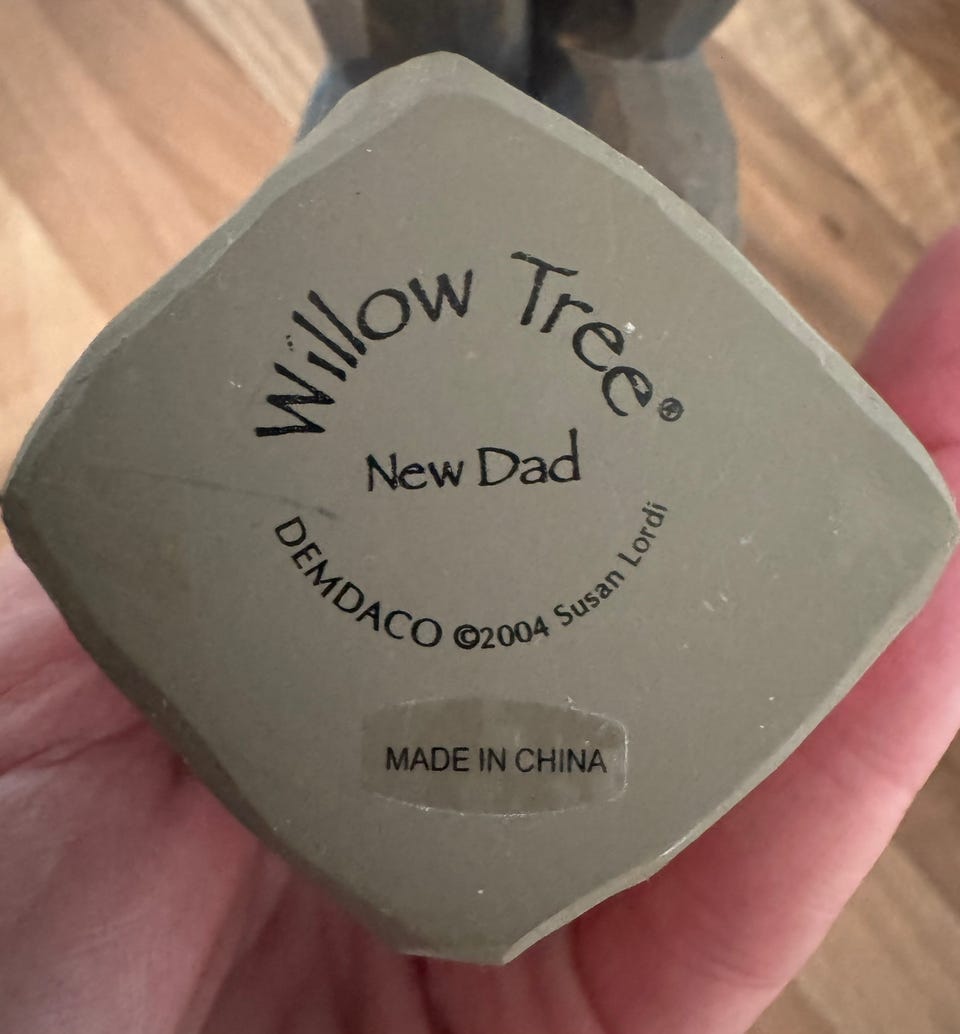 Willow Tree®
New Dad
DEMDACO ©2004 Susan Lordi
MADE IN CHINA